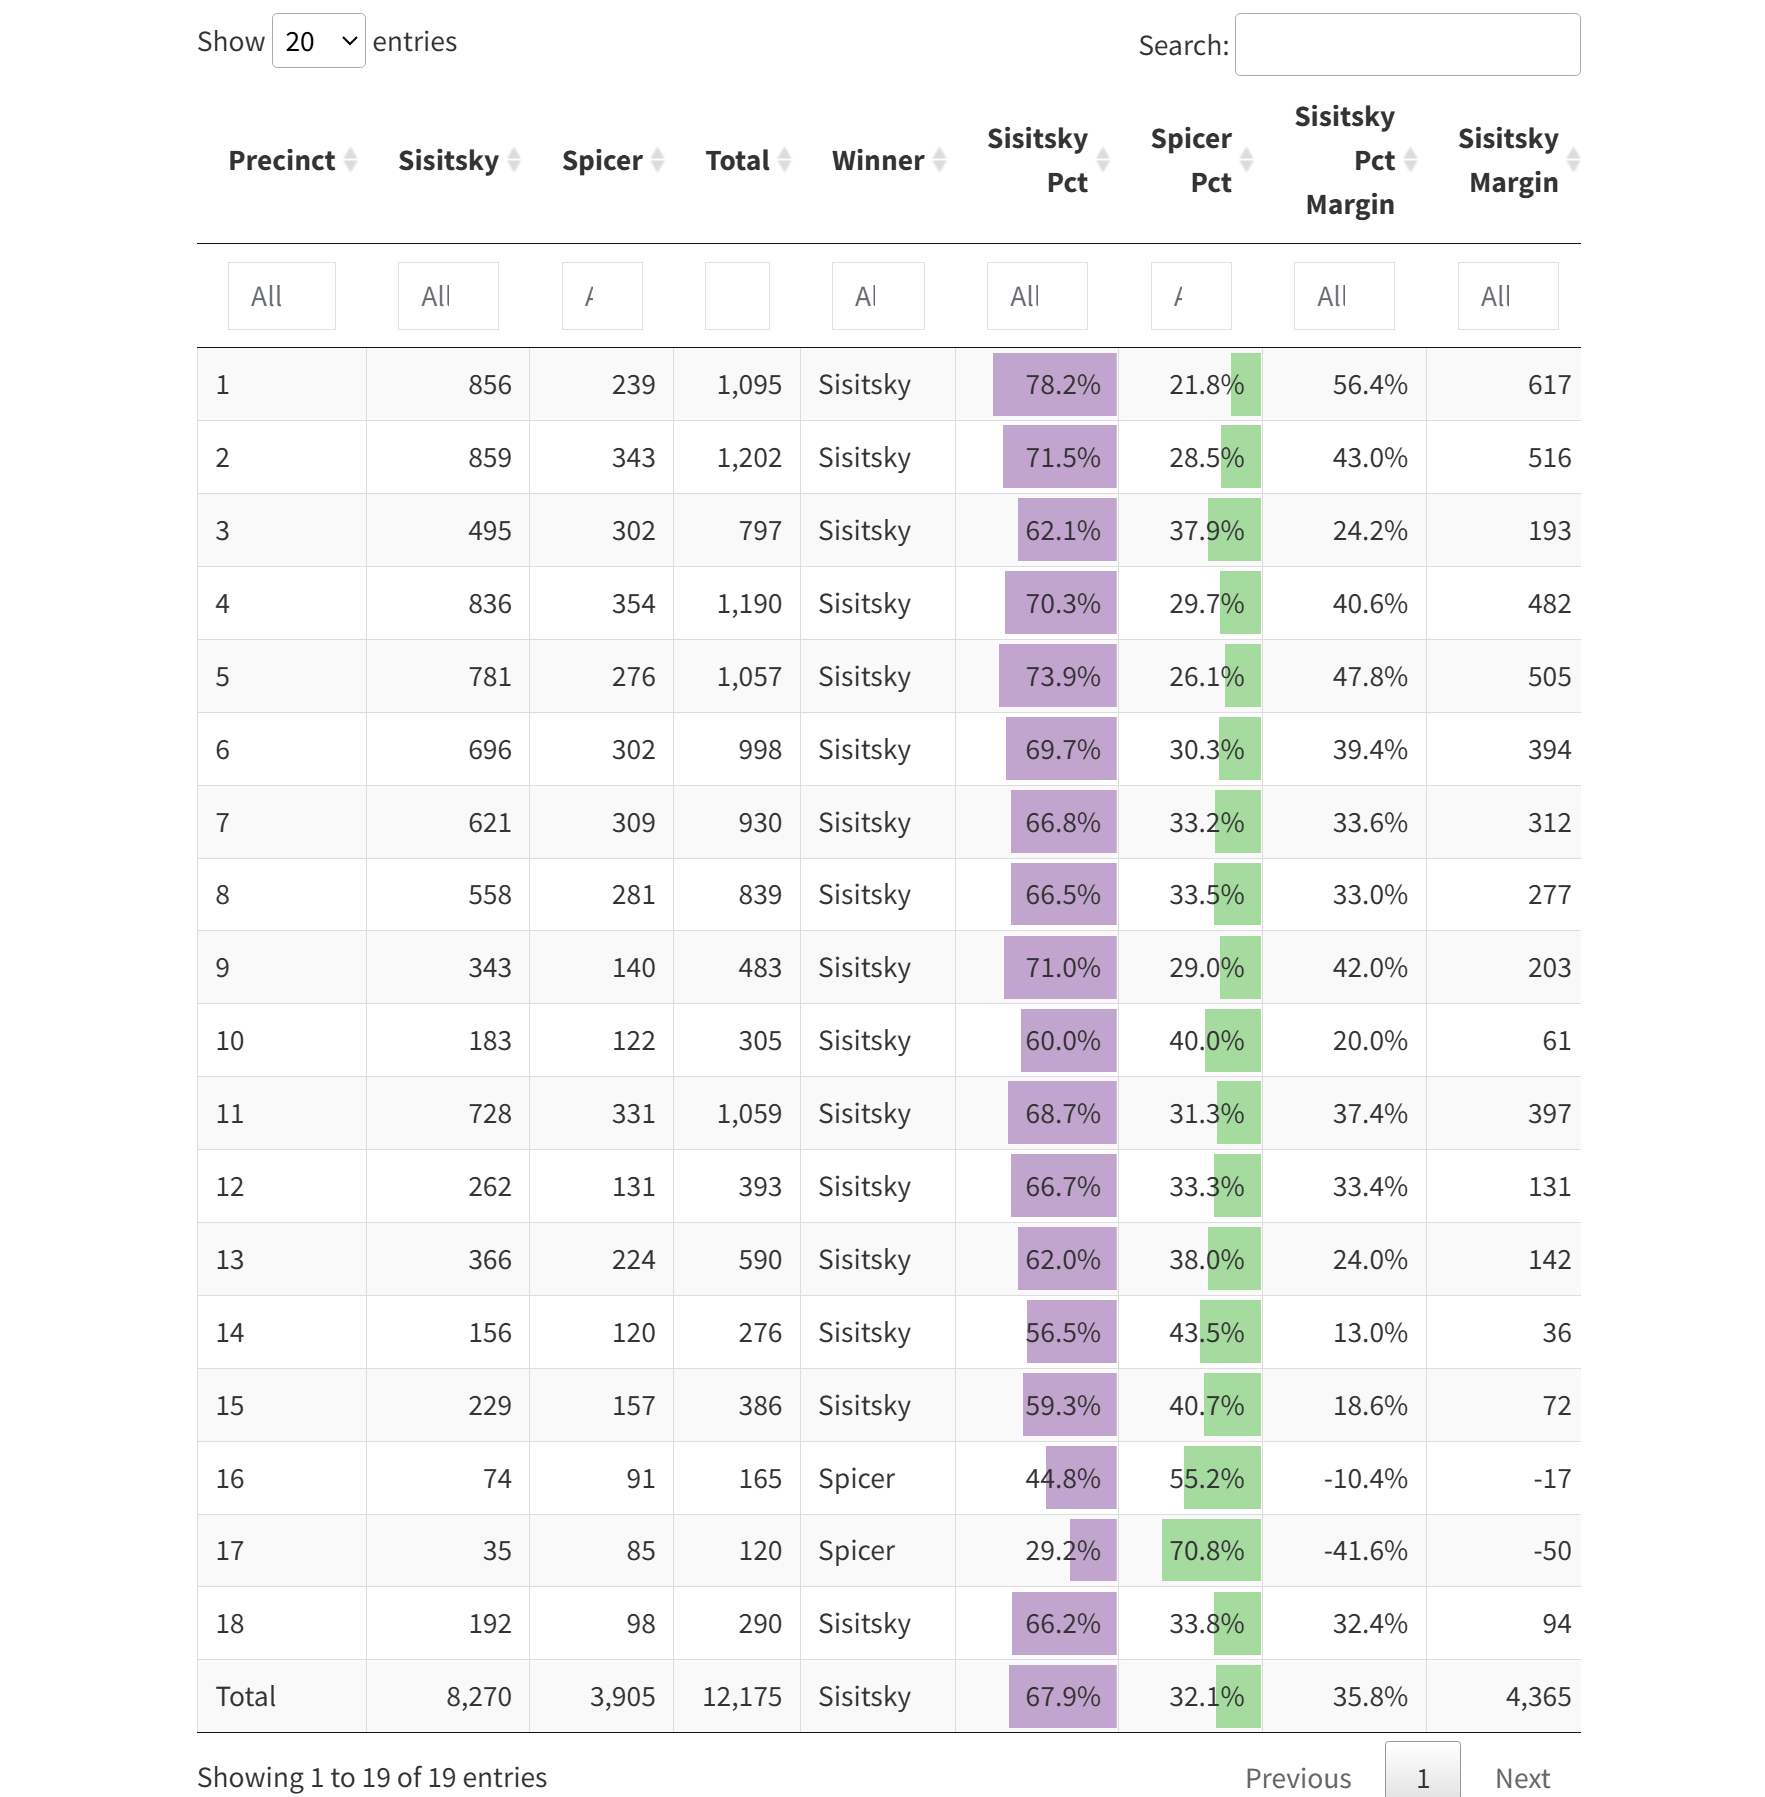 Show 20 entries Search:
Precinct Sisitsky Spicer Total Winner Sisitsky Pct Spicer Pct Sisitsky Pct Margin Sisitsky Margin
All All A All All A All All
1 856 239 1,095 Sisitsky 78.2% 21.8% 56.4% 617
2 859 343 1,202 Sisitsky 71.5% 28.5% 43.0% 516
3 495 302 797 Sisitsky 62.1% 37.9% 24.2% 193
4 836 354 1,190 Sisitsky 70.3% 29.7% 40.6% 482
5 781 276 1,057 Sisitsky 73.9% 26.1% 47.8% 505
6 696 302 998 Sisitsky 69.7% 30.3% 39.4% 394
7 621 309 930 Sisitsky 66.8% 33.2% 33.6% 312
8 558 281 839 Sisitsky 66.5% 33.5% 33.0% 277
9 343 140 483 Sisitsky 71.0% 29.0% 42.0% 203
10 183 122 305 Sisitsky 60.0% 40.0% 20.0% 61
11 728 331 1,059 Sisitsky 68.7% 31.3% 37.4% 397
12 262 131 393 Sisitsky 66.7% 33.3% 33.4% 131
13 366 224 590 Sisitsky 62.0% 38.0% 24.0% 142
14 156 120 276 Sisitsky 56.5% 43.5% 13.0% 36
15 229 157 386 Sisitsky 59.3% 40.7% 18.6% 72
16 74 91 165 Spicer 44.8% 55.2% -10.4% -17
17 35 85 120 Spicer 29.2% 70.8% -41.6% -50
18 192 98 290 Sisitsky 66.2% 33.8% 32.4% 94
Total 8,270 3,905 12,175 Sisitsky 67.9% 32.1% 35.8% 4,365
Showing 1 to 19 of 19 entries Previous 1 Next